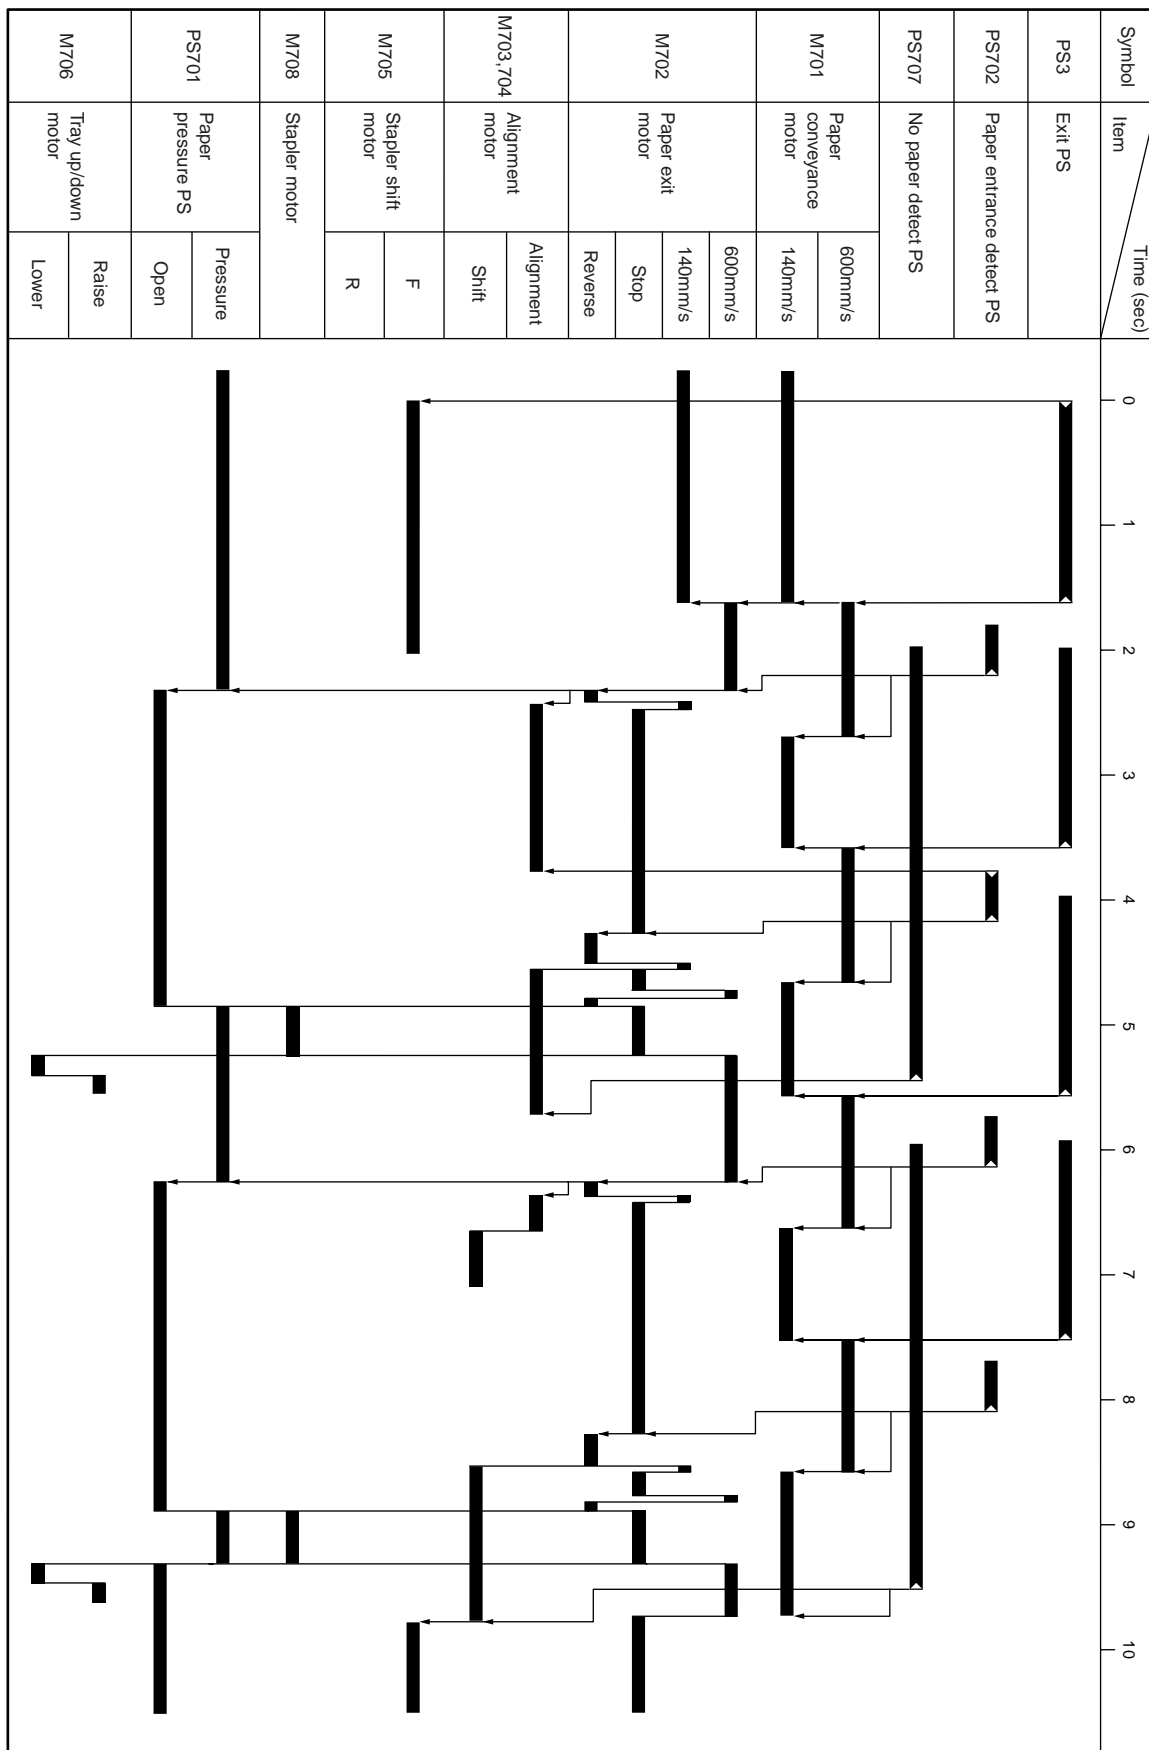 Symbol
Item
Time (sec)
0
1
2
3
4
5
6
7
8
9
10
PS3
Exit PS
PS702
Paper entrance detect PS
PS707
No paper detect PS
M701
Paper
conveyance
motor
600mm/s
140mm/s
M702
Paper exit
motor
600mm/s
140mm/s
Stop
Reverse
M703,704
Alignment
motor
Alignment
Shift
M705
Stapler shift
motor
F
R
M708
Stapler motor
PS701
Paper
pressure PS
Pressure
Open
M706
Tray up/down
motor
Raise
Lower